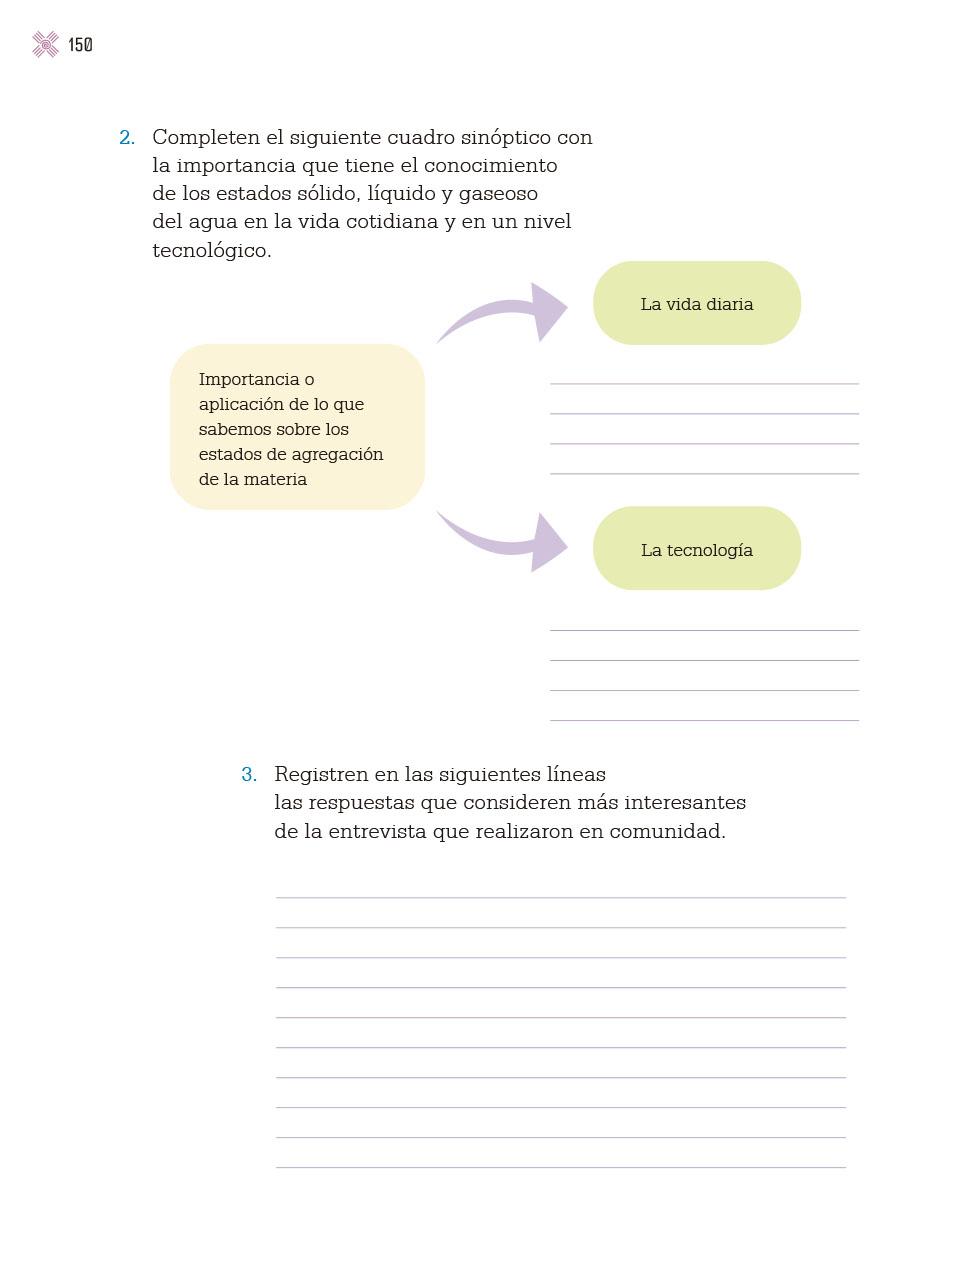 150
2. Completen el siguiente cuadro sinóptico con
la importancia que tiene el conocimiento
de los estados sólido, líquido y gaseoso
del agua en la vida cotidiana y en un nivel
tecnológico.
La vida diaria
Importancia o
aplicación de lo que
sabemos sobre los
estados de agregación
de la materia
La tecnología
3. Registren en las siguientes líneas
las respuestas que consideren más interesantes
de la entrevista que realizaron en comunidad.